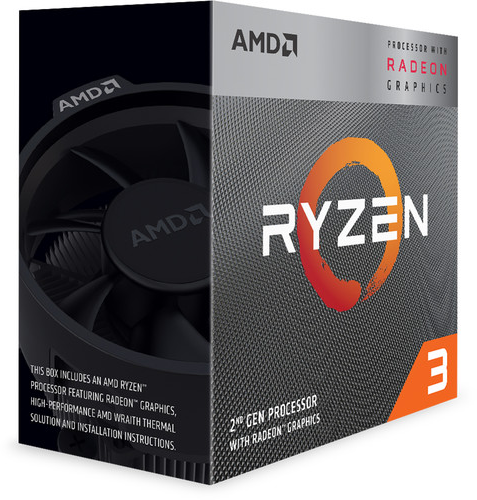 AMD
PROCESSOR WITH
RADEON
GRAPHICS
AMD
AMD
RYZEN
3
2ND GEN PROCESSOR
WITH RADEON™ GRAPHICS
THIS BOX INCLUDES AN AMD RYZEN™
PROCESSOR FEATURING RADEON™ GRAPHICS,
HIGH-PERFORMANCE AMD WRAITH THERMAL
SOLUTION AND INSTALLATION INSTRUCTIONS.